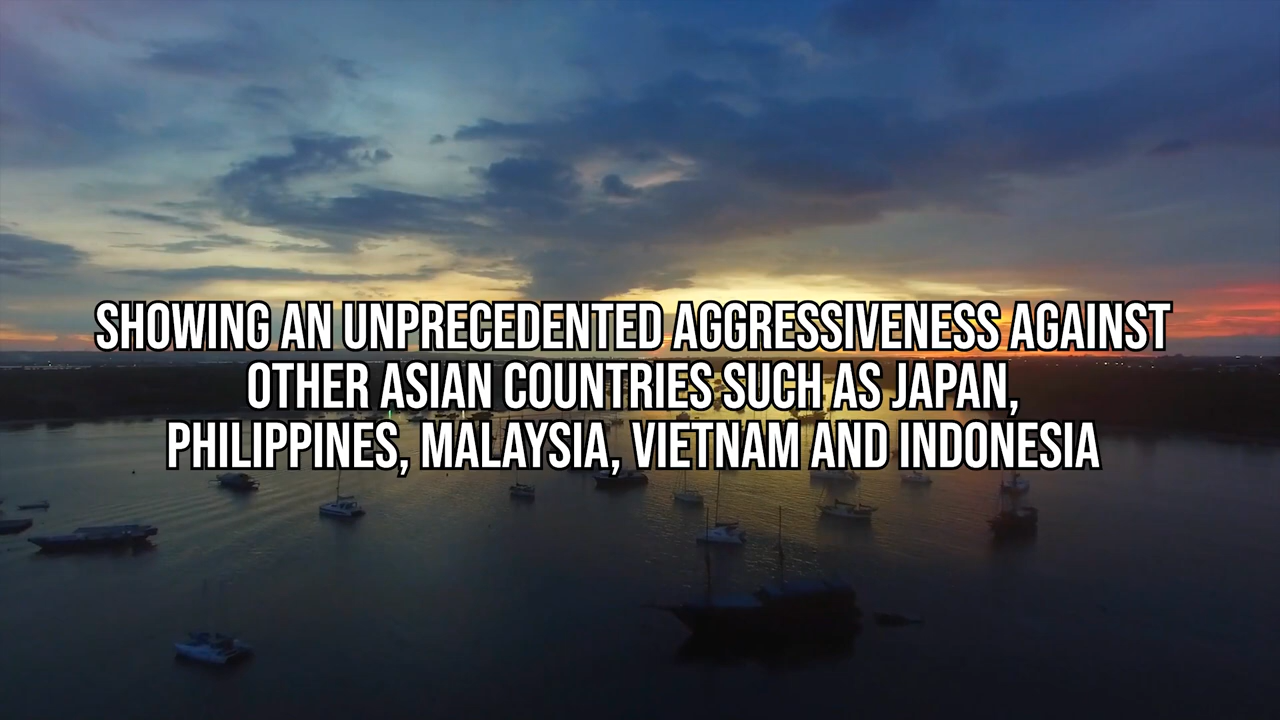 SHOWING AN UNPRECEDENTED AGGRESSIVENESS AGAINST
OTHER ASIAN COUNTRIES SUCH AS JAPAN,
PHILIPPINES, MALAYSIA, VIETNAM AND INDONESIA